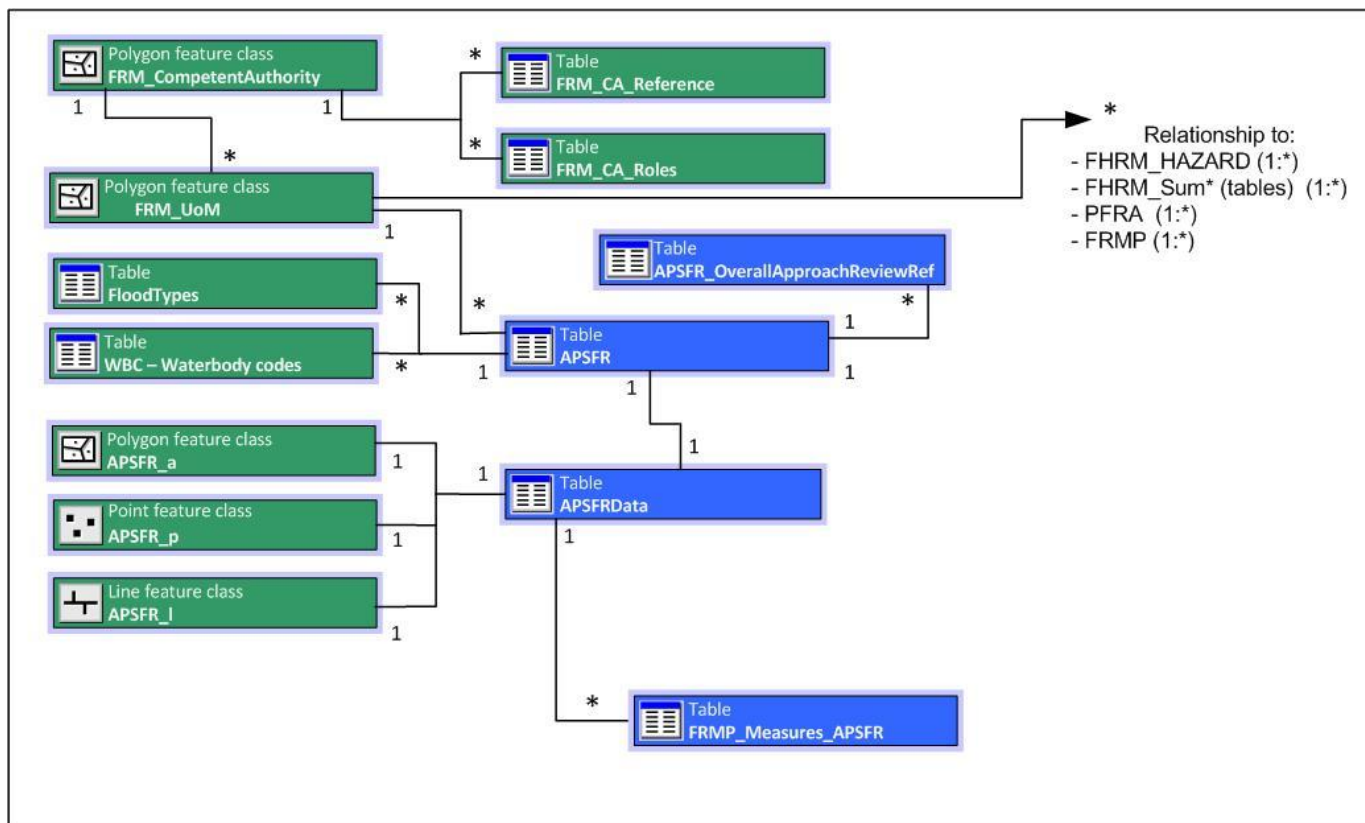 Polygon feature class
FRM_CompetentAuthority
1
1
*
Table
FRM_CA_Reference
*
Table
FRM_CA_Roles
*
Polygon feature class
FRM_UoM
1
*
Relationship to:
- FHRM_HAZARD (1:*)
- FHRM_Sum* (tables) (1:*)
- PFRA (1:*)
- FRMP (1:*)
Table
FloodTypes
*
Table
WBC – Waterbody codes
*
Table
APSFR_OverallApproachReviewRef
*
*
Table
APSFR
1
1
1
1
1
Polygon feature class
APSFR_a
1
Point feature class
APSFR_p
1
Line feature class
APSFR_l
1
1
Table
APSFRData
1
*
Table
FRMP_Measures_APSFR